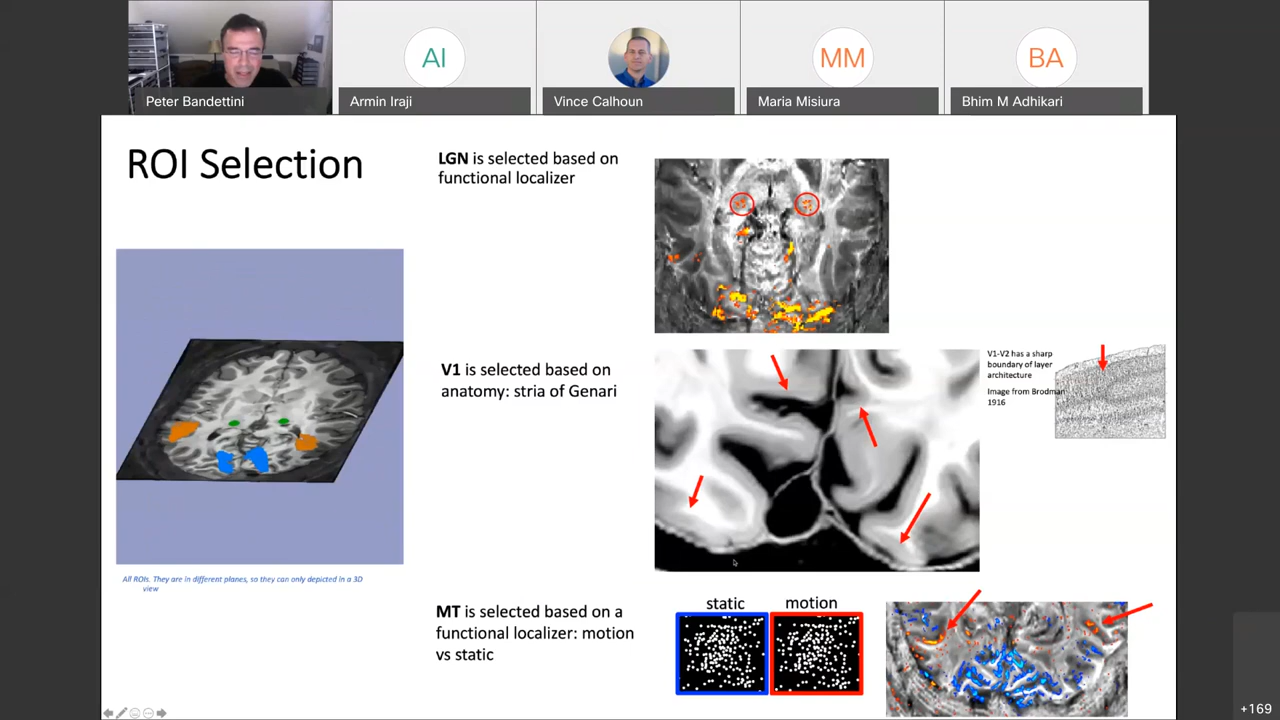 AI
MM
BA
Peter Bandettini
Armin Iraji
Vince Calhoun
Maria Misiura
Bhim M Adhikari
ROI Selection
LGN is selected based on
functional localizer
V1 is selected based on
anatomy: stria of Genari
V1-V2 has a sharp
boundary of layer
architecture
Image from Brodman
1916
All ROIs. They are in different planes, so they can only depicted in a 3D
view
MT is selected based on a
functional localizer: motion
vs static
static
motion
+169